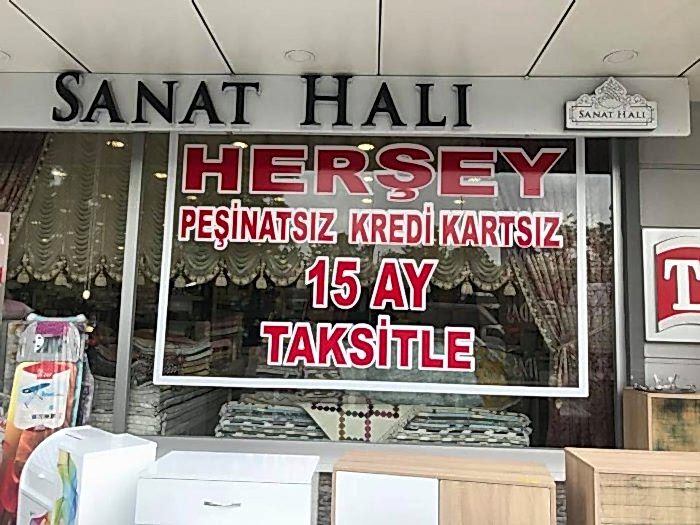 SANAT HALI
SANAT HALI
HERŞEY
PEŞİNATSIZ KREDİ KARTSIZ
15 AY
TAKSİTLE
T